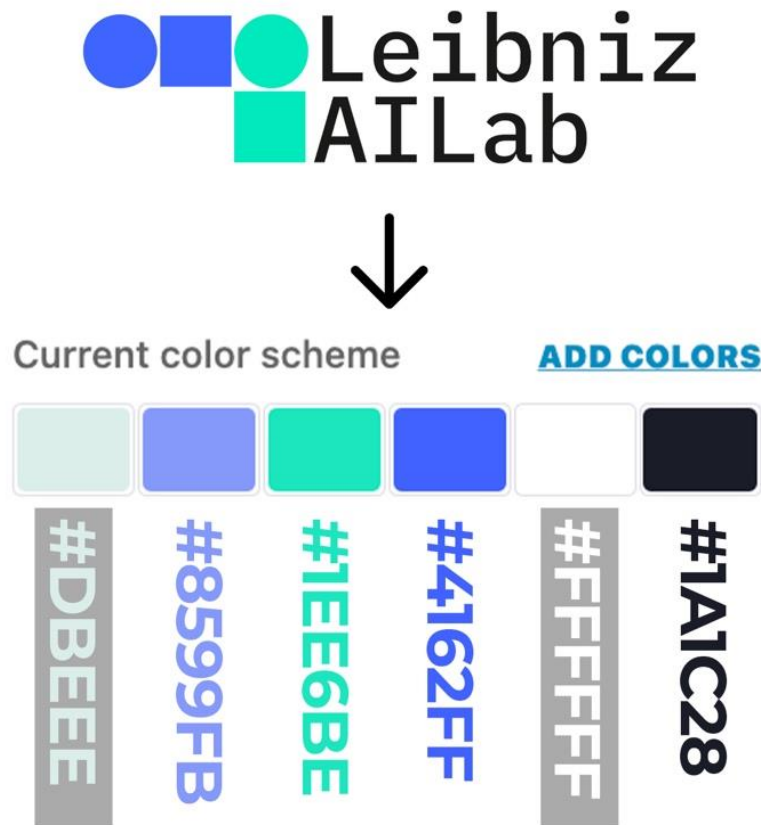 Leibniz
AILab
Current color scheme
ADD COLORS
#DBEEE
#8599FB
#1EE6BE
#4162FF
#FFFFFF
#1A1C28